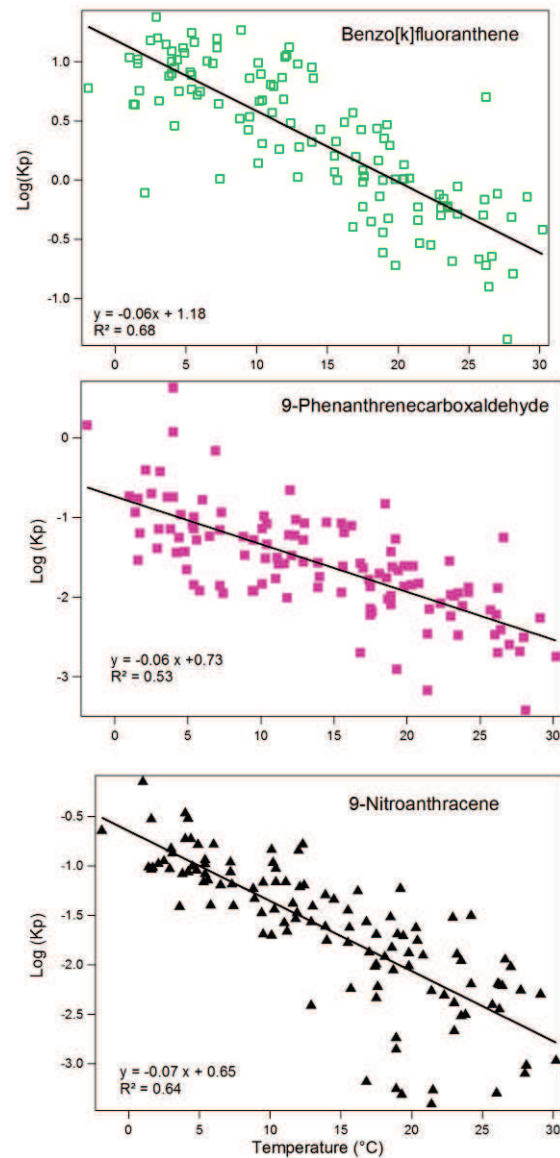 Benzo[k]fluoranthene
1.0
0.5
0.0
-0.5
-1.0
Log(Kp)
y = -0.06x + 1.18
R² = 0.68
0 5 10 15 20 25 30
9-Phenanthrenecarboxaldehyde
0
-1
-2
-3
Log (Kp)
y = -0.06 x +0.73
R² = 0.53
0 5 10 15 20 25 30
9-Nitroanthracene
-0.5
-1.0
-1.5
-2.0
-2.5
-3.0
Log (Kp)
y = -0.07 x + 0.65
R² = 0.64
0 5 10 15 20 25 30
Temperature (°C)